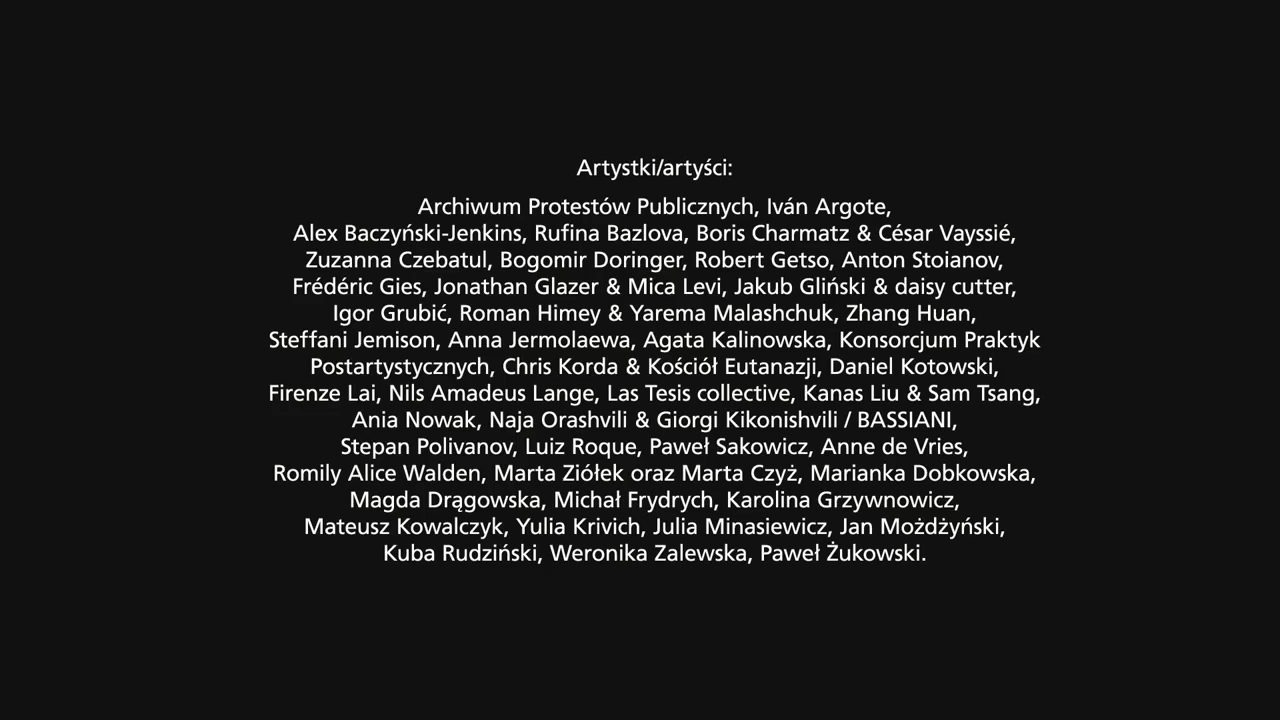 Artystki/artyści:
Archiwum Protestów Publicznych, Iván Argote,
Alex Baczyński-Jenkins, Rufina Bazlova, Boris Charmatz & César Vayssié,
Zuzanna Czebatul, Bogomir Doringer, Robert Getso, Anton Stoianov,
Frédéric Gies, Jonathan Glazer & Mica Levi, Jakub Gliński & daisy cutter,
Igor Grubić, Roman Himey & Yarema Malashchuk, Zhang Huan,
Steffani Jemison, Anna Jermolaewa, Agata Kalinowska, Konsorcjum Praktyk
Postartystycznych, Chris Korda & Kościół Eutanazji, Daniel Kotowski,
Firenze Lai, Nils Amadeus Lange, Las Tesis collective, Kanas Liu & Sam Tsang,
Ania Nowak, Naja Orashvili & Giorgi Kikonishvili / BASSIANI,
Stepan Polivanov, Luiz Roque, Paweł Sakowicz, Anne de Vries,
Romily Alice Walden, Marta Ziółek oraz Marta Czyż, Marianka Dobkowska,
Magda Drągowska, Michał Frydrych, Karolina Grzywnowicz,
Mateusz Kowalczyk, Yulia Krivich, Julia Minasiewicz, Jan Możdżyński,
Kuba Rudziński, Weronika Zalewska, Paweł Żukowski.